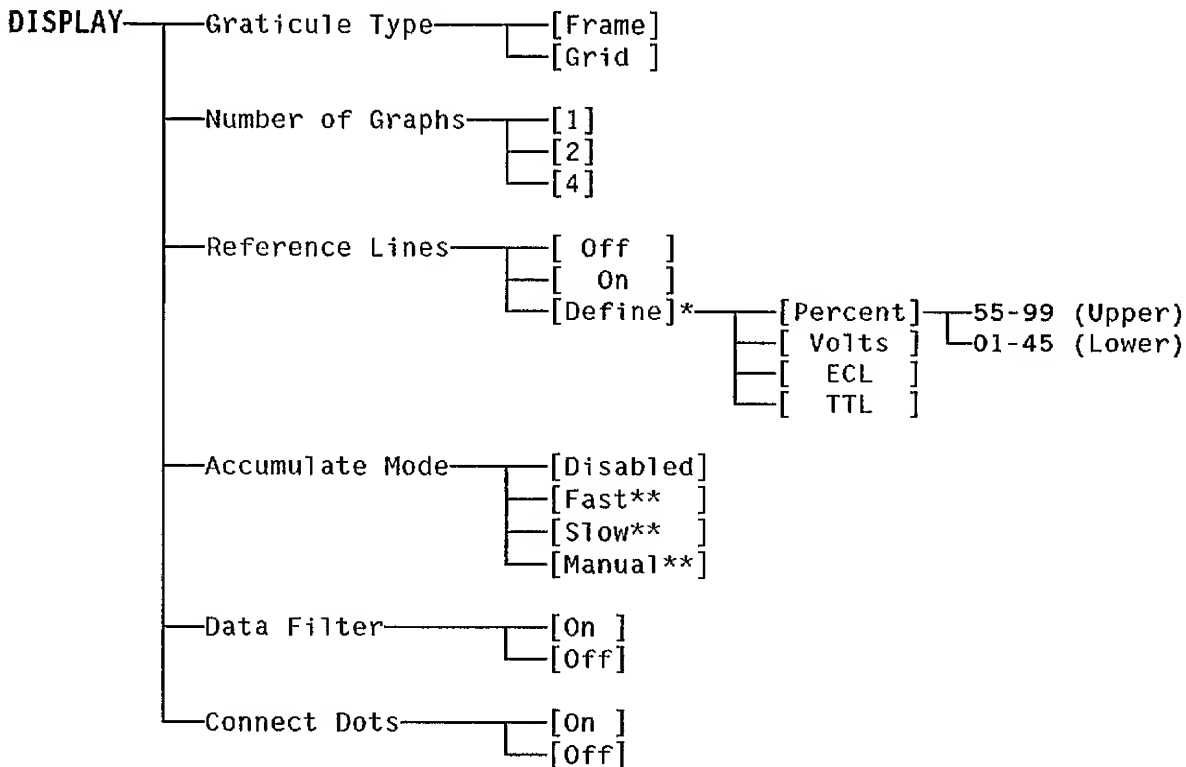 DISPLAY Graticule Type [Frame]
[Grid ]
Number of Graphs [1]
[2]
[4]
Reference Lines [ Off ]
[ On ]
[Define]* [Percent] 55-99 (Upper)
[ Volts ] 01-45 (Lower)
[ ECL ]
[ TTL ]
Accumulate Mode [Disabled]
[Fast** ]
[Slow** ]
[Manual**]
Data Filter [On ]
[Off]
Connect Dots [On ]
[Off]